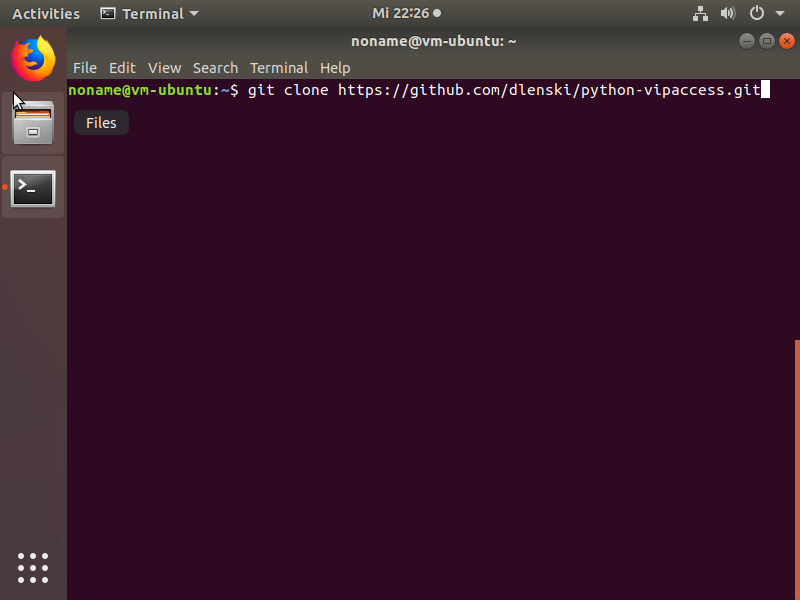 Activities Terminal Mi 22:26
noname@vm-ubuntu: ~
File Edit View Search Terminal Help
noname@vm-ubuntu:~$ git clone https://github.com/dlenski/python-vipaccess.git
Files